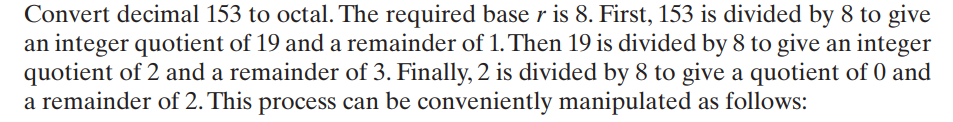 Convert decimal 153 to octal. The required base r is 8. First, 153 is divided by 8 to give
an integer quotient of 19 and a remainder of 1. Then 19 is divided by 8 to give an integer
quotient of 2 and a remainder of 3. Finally, 2 is divided by 8 to give a quotient of 0 and
a remainder of 2. This process can be conveniently manipulated as follows: